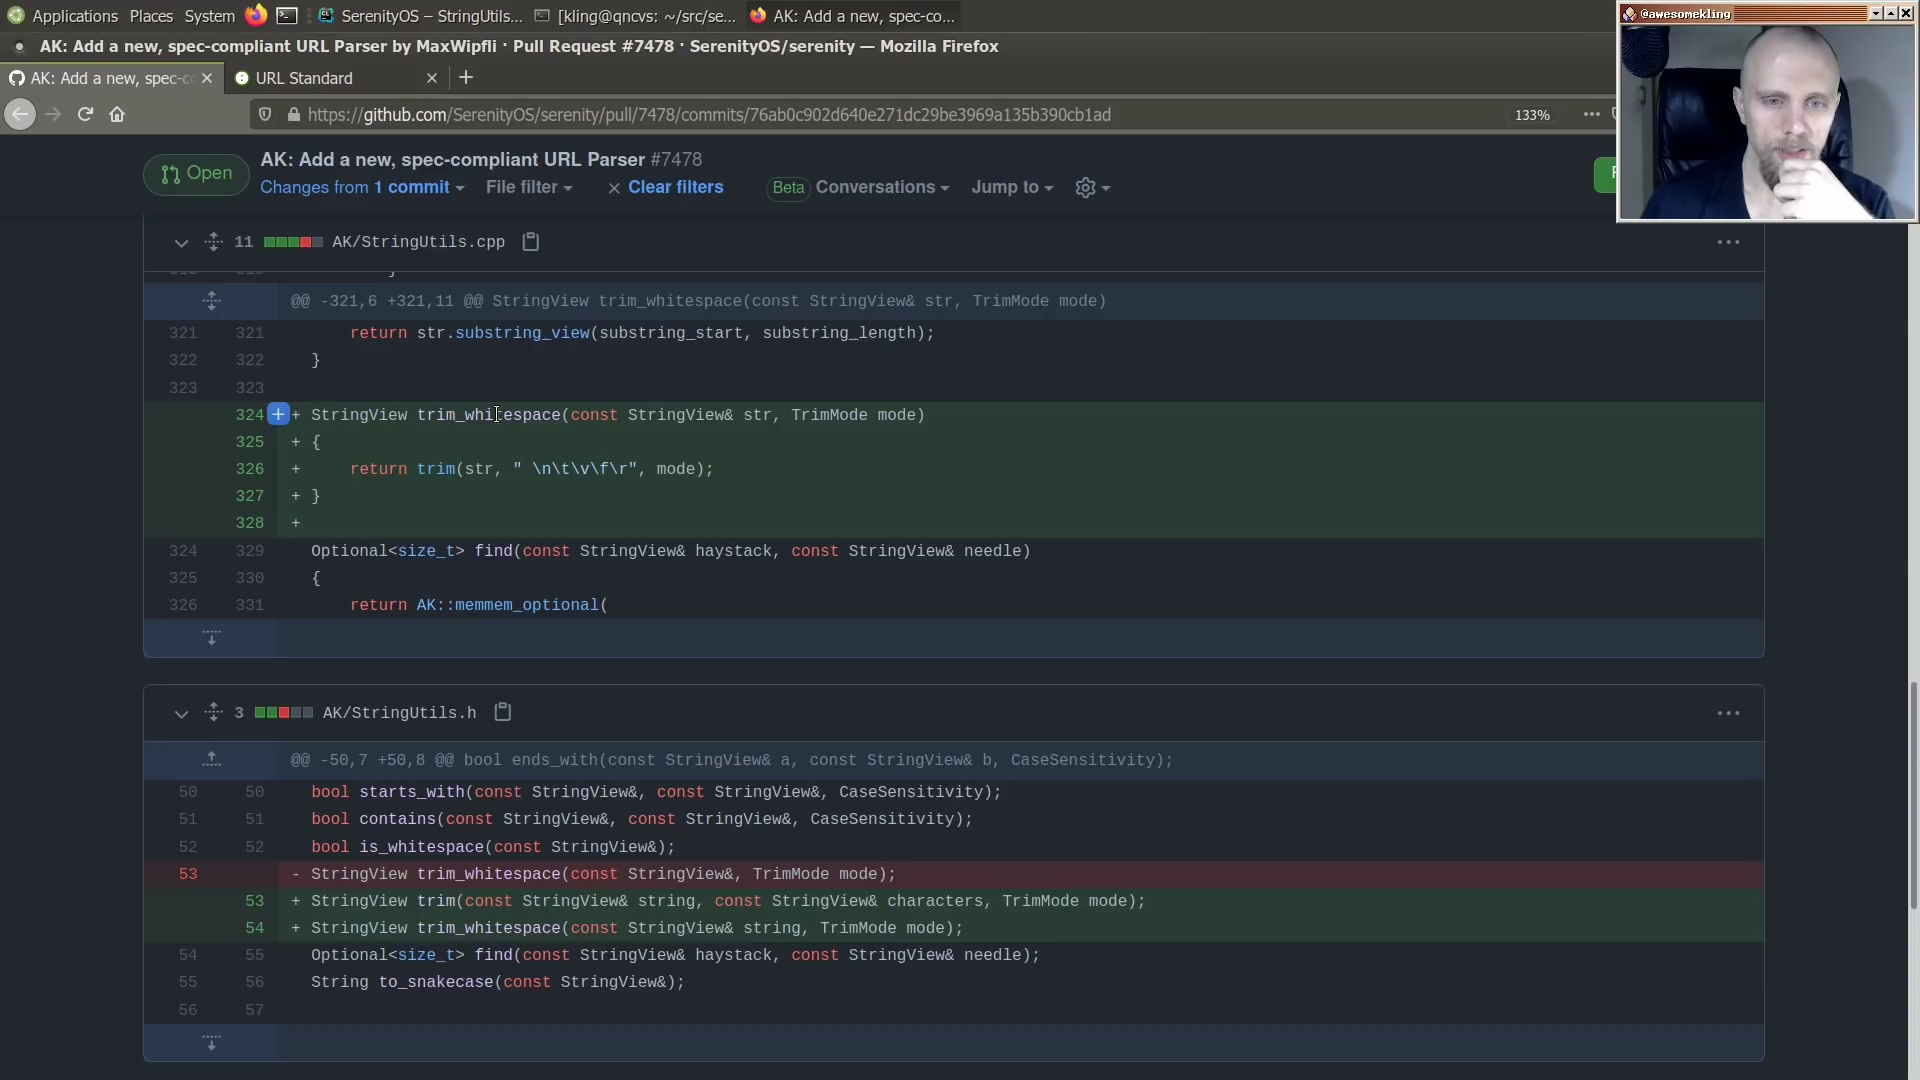 Applications Places System SerenityOS – StringUtils... [kling@qncvs: ~/src/se... AK: Add a new, spec-co...
@awesomekling
AK: Add a new, spec-compliant URL Parser by MaxWipfli · Pull Request #7478 · SerenityOS/serenity — Mozilla Firefox
AK: Add a new, spec-c × URL Standard × +
https://github.com/SerenityOS/serenity/pull/7478/commits/76ab0c902d640e271dc29be3969a135b390cb1ad 133% •••
Open
AK: Add a new, spec-compliant URL Parser #7478
Changes from 1 commit File filter × Clear filters Beta Conversations Jump to
11 AK/StringUtils.cpp •••
@@ -321,6 +321,11 @@ StringView trim_whitespace(const StringView& str, TrimMode mode)
321 321 return str.substring_view(substring_start, substring_length);
322 322 }
323 323
324 + + StringView trim_whitespace(const StringView& str, TrimMode mode)
325 + {
326 + return trim(str, " \n\t\v\f\r", mode);
327 + }
328 +
324 329 Optional<size_t> find(const StringView& haystack, const StringView& needle)
325 330 {
326 331 return AK::memmem_optional(
3 AK/StringUtils.h •••
@@ -50,7 +50,8 @@ bool ends_with(const StringView& a, const StringView& b, CaseSensitivity);
50 50 bool starts_with(const StringView&, const StringView&, CaseSensitivity);
51 51 bool contains(const StringView&, const StringView&, CaseSensitivity);
52 52 bool is_whitespace(const StringView&);
53 - StringView trim_whitespace(const StringView&, TrimMode mode);
53 + StringView trim(const StringView& string, const StringView& characters, TrimMode mode);
54 + StringView trim_whitespace(const StringView& string, TrimMode mode);
54 55 Optional<size_t> find(const StringView& haystack, const StringView& needle);
55 56 String to_snakecase(const StringView&);
56 57